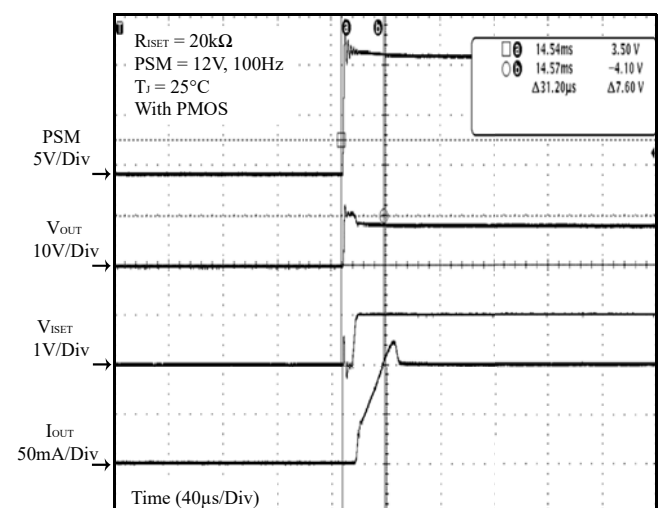 RISET = 20kΩ
PSM = 12V, 100Hz
TJ = 25°C
With PMOS
a b
a 14.54ms 3.50 V
b 14.57ms −4.10 V
Δ31.20µs Δ7.60 V
PSM
5V/Div
VOUT
10V/Div
VISET
1V/Div
IOUT
50mA/Div
Time (40µs/Div)